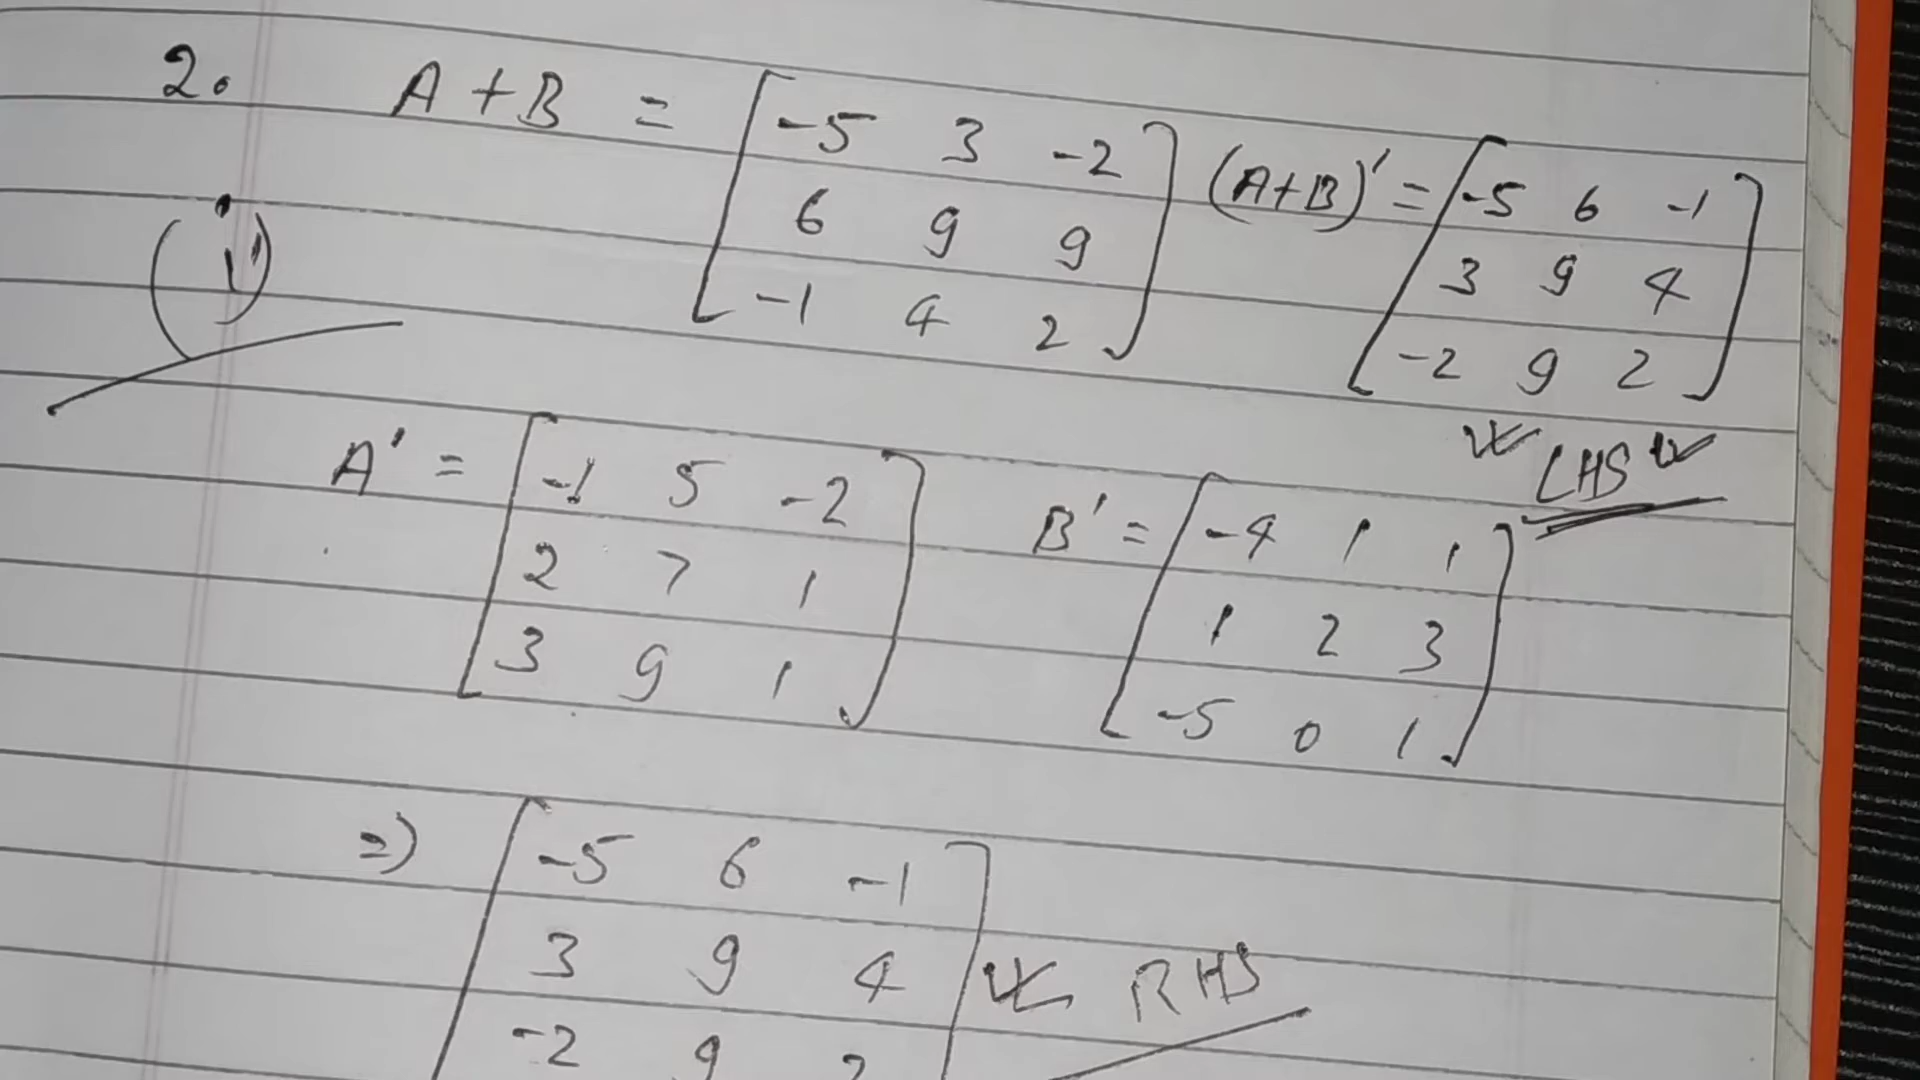 2. A + B = [ -5 3 -2 (A+B)' = [ -5 6 -1
6 9 9 3 9 4
(i) -1 4 2 ] -2 9 2 ]
LHS
A' = [ -1 5 -2 B' = [ -4 1 1
2 7 1 1 2 3
3 9 1 ] -5 0 1 ]
=) [ -5 6 -1
3 9 4 RHS
-2 9 2